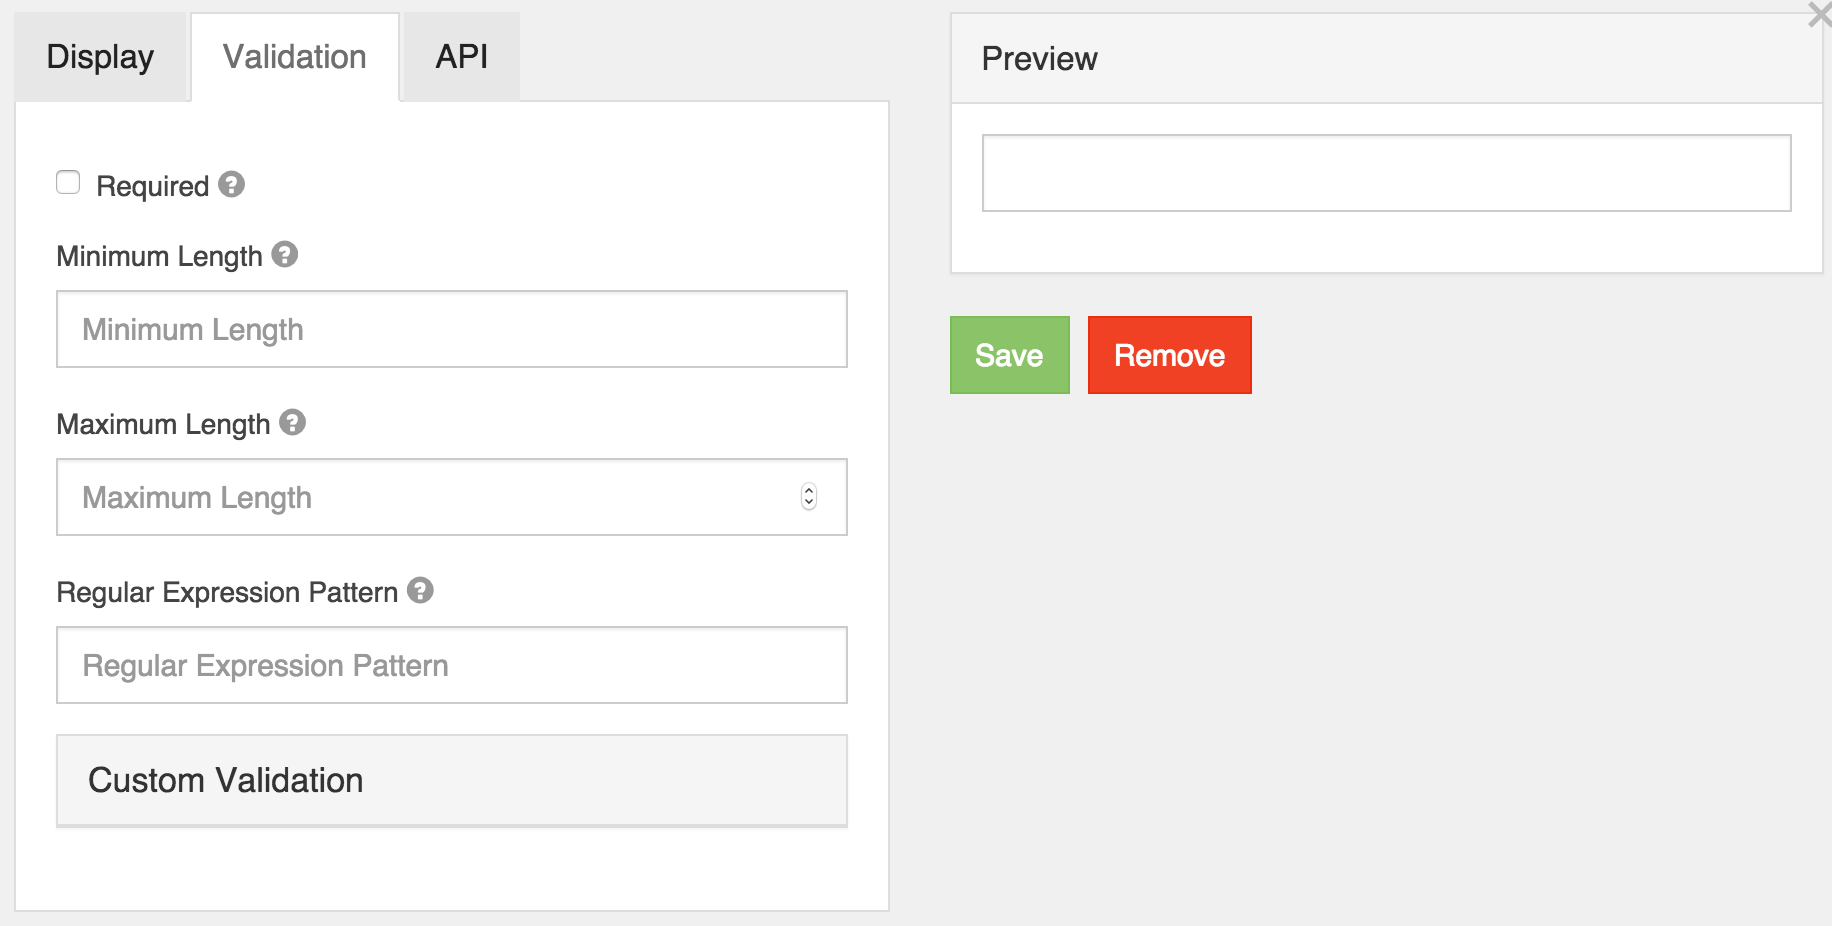 Display Validation API
Required ?
Minimum Length ?
Minimum Length
Maximum Length ?
Maximum Length
Regular Expression Pattern ?
Regular Expression Pattern
Custom Validation
Preview
Save Remove